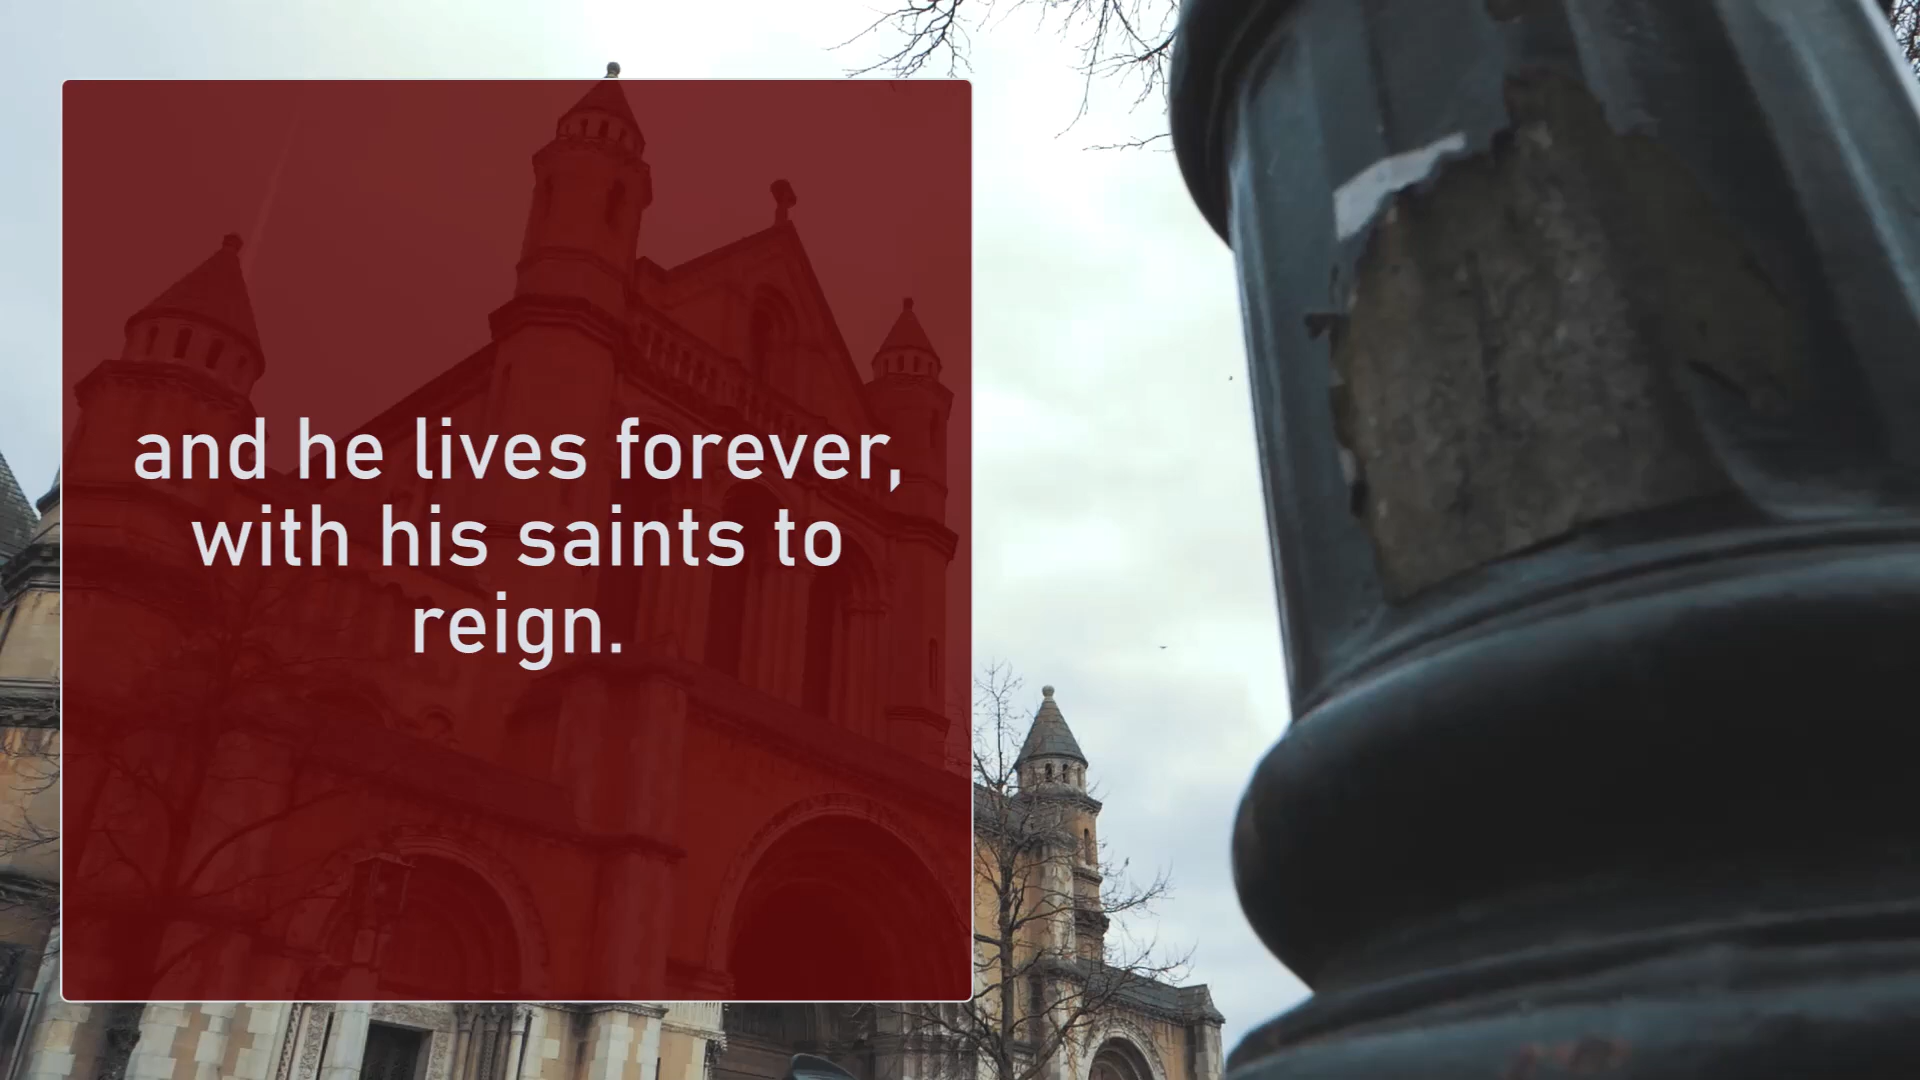 and he lives forever,
with his saints to
reign.